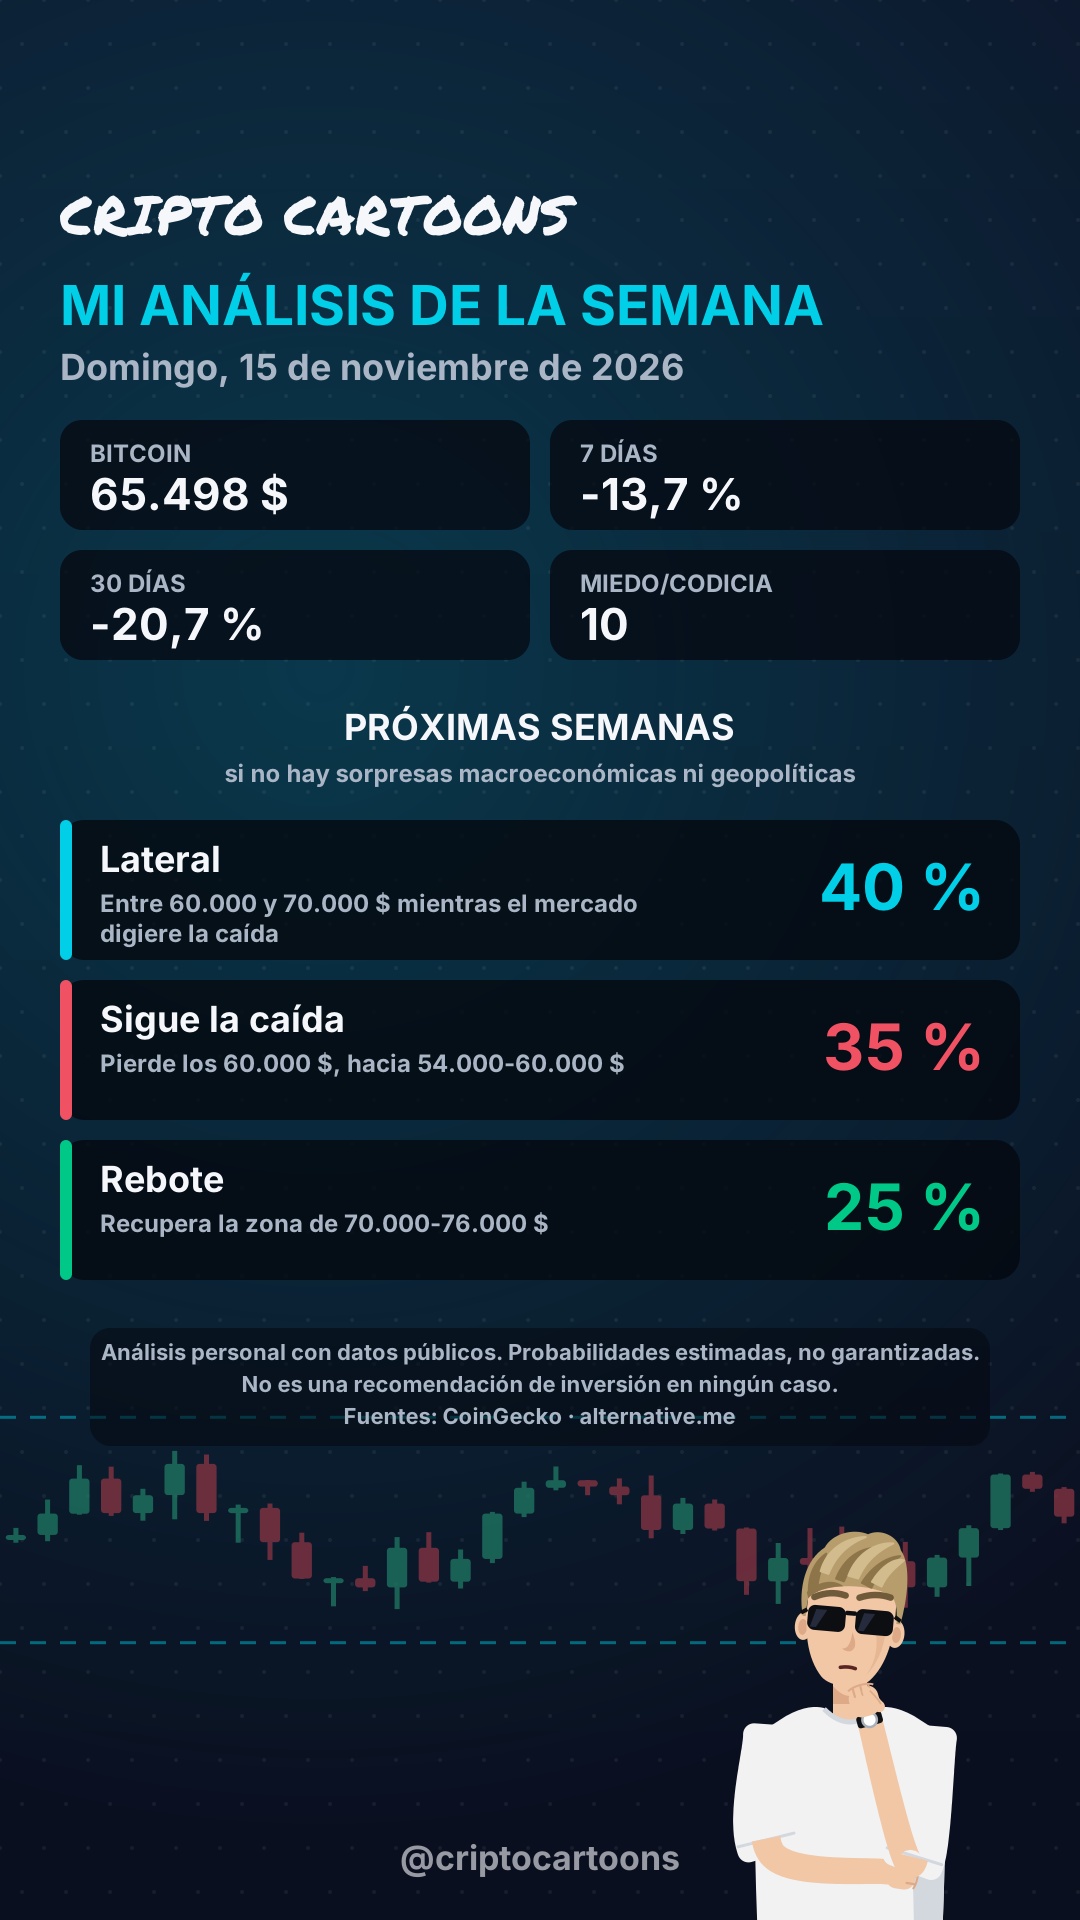 CRIPTO CARTOONS
MI ANÁLISIS DE LA SEMANA
Domingo, 15 de noviembre de 2026
BITCOIN
65.498 $
7 DÍAS
-13,7 %
30 DÍAS
-20,7 %
MIEDO/CODICIA
10
PRÓXIMAS SEMANAS
si no hay sorpresas macroeconómicas ni geopolíticas
Lateral
Entre 60.000 y 70.000 $ mientras el mercado
digiere la caída
40 %
Sigue la caída
Pierde los 60.000 $, hacia 54.000-60.000 $
35 %
Rebote
Recupera la zona de 70.000-76.000 $
25 %
Análisis personal con datos públicos. Probabilidades estimadas, no garantizadas.
No es una recomendación de inversión en ningún caso.
Fuentes: CoinGecko · alternative.me
@criptocartoons